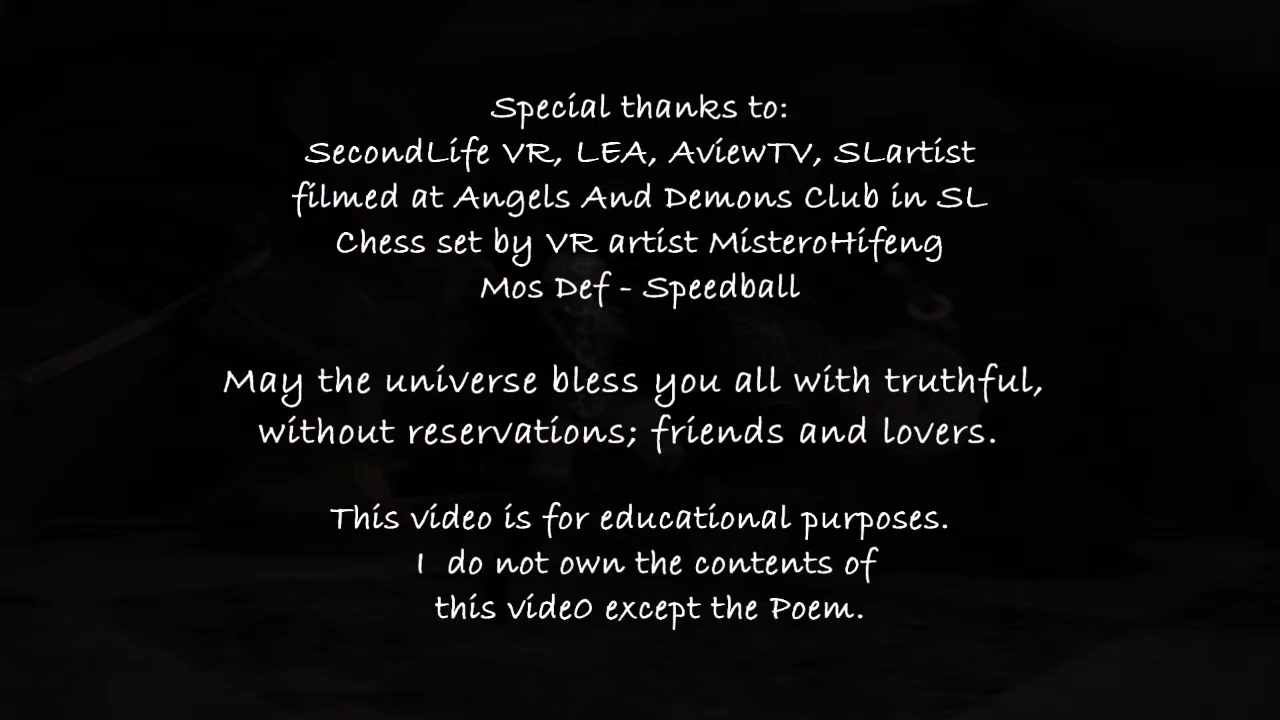 Special thanks to:
SecondLife VR, LEA, AviewTV, SLartist
filmed at Angels And Demons Club in SL
Chess set by VR artist MisteroHifeng
Mos Def - Speedball
May the universe bless you all with truthful,
without reservations; friends and lovers.
This video is for educational purposes.
I do not own the contents of
this videO except the Poem.